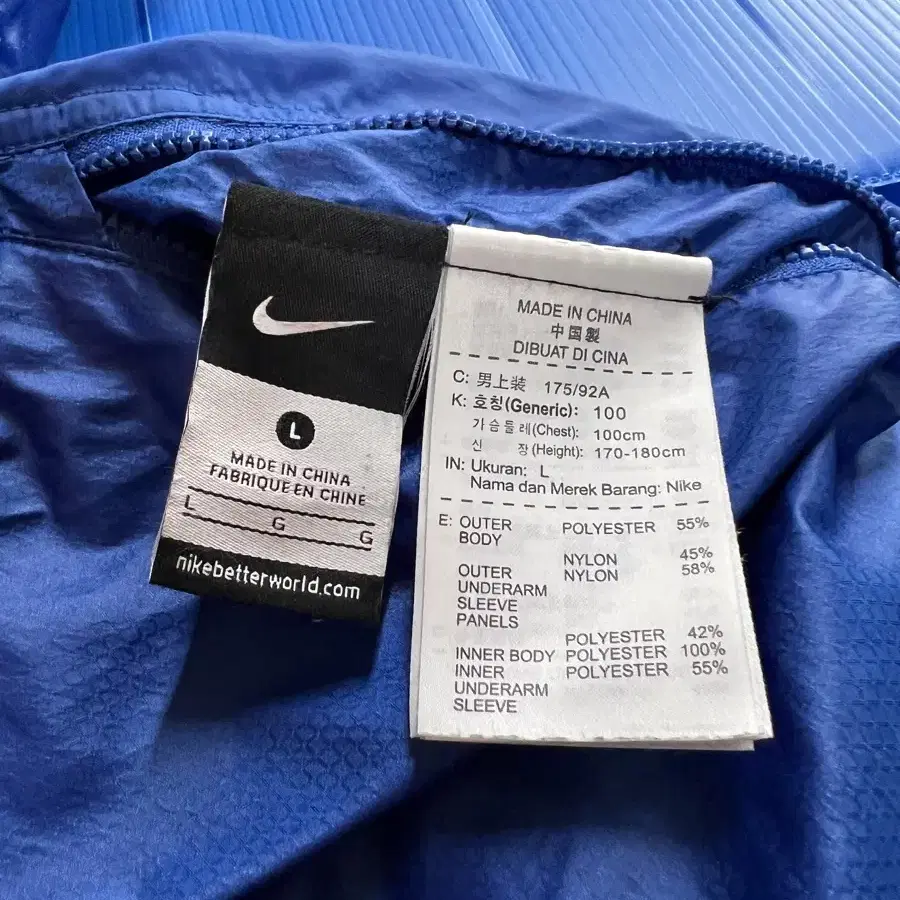 L
MADE IN CHINA
FABRIQUE EN CHINE
L
G
G
nikebetterworld.com
MADE IN CHINA
中国製
DIBUAT DI CINA
C: 男上装 175/92A
K: 호칭(Generic): 100
가슴둘레(Chest): 100cm
신 장(Height): 170-180cm
IN: Ukuran: L
Nama dan Merek Barang: Nike
E: OUTER POLYESTER 55%
BODY
NYLON 45%
OUTER NYLON 58%
UNDERARM
SLEEVE
PANELS
POLYESTER 42%
INNER BODY POLYESTER 100%
INNER POLYESTER 55%
UNDERARM
SLEEVE